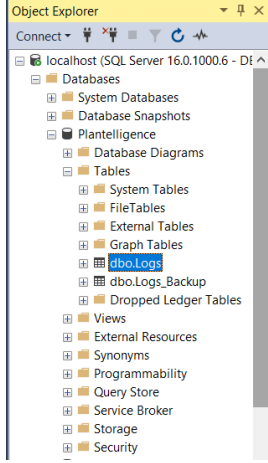 Object Explorer
Connect
localhost (SQL Server 16.0.1000.6 - DE
Databases
System Databases
Database Snapshots
Plantelligence
Database Diagrams
Tables
System Tables
FileTables
External Tables
Graph Tables
dbo.Logs
dbo.Logs_Backup
Dropped Ledger Tables
Views
External Resources
Synonyms
Programmability
Query Store
Service Broker
Storage
Security